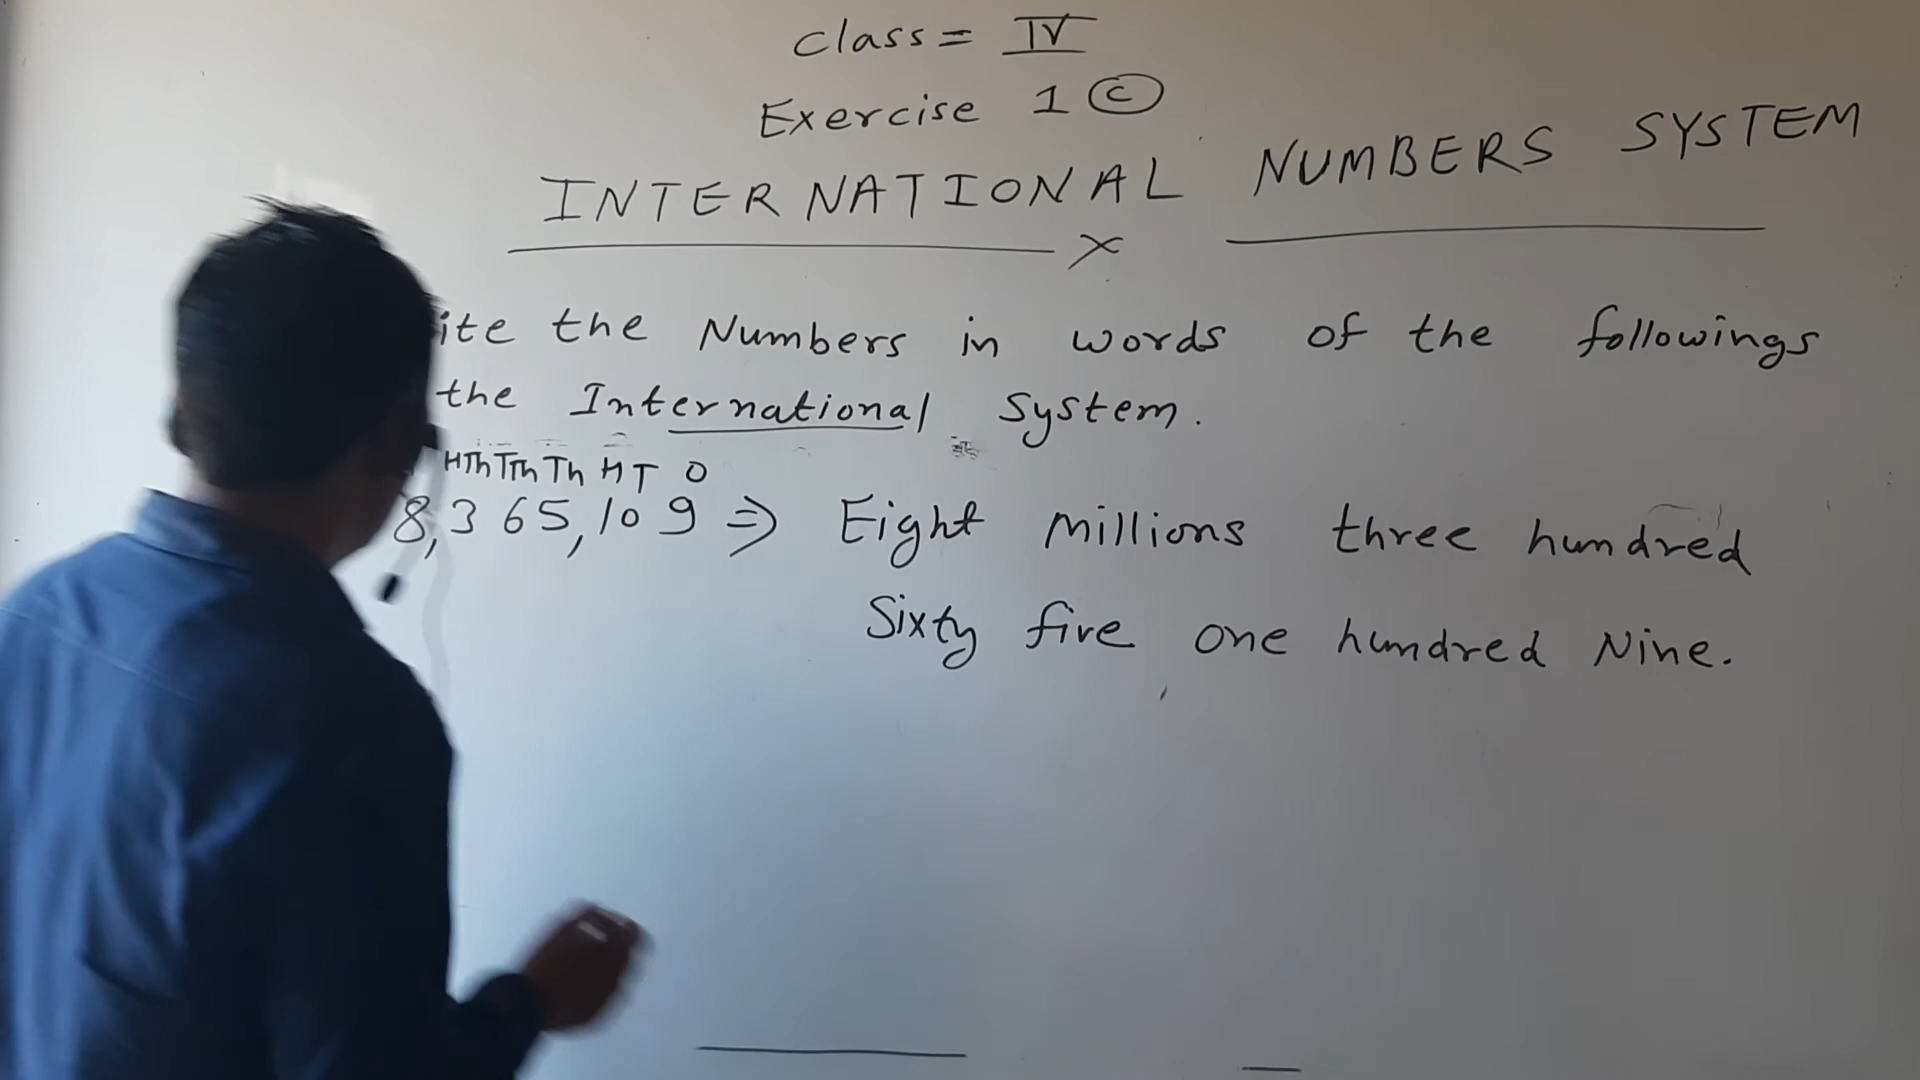 Class = IV
Exercise 1 (C)
INTERNATIONAL NUMBERS SYSTEM
the Numbers in words of the followings
the International System.
HTh TTh Th H T O
8,365,109 ⇒ Eight millions three hundred
Sixty five one hundred Nine.